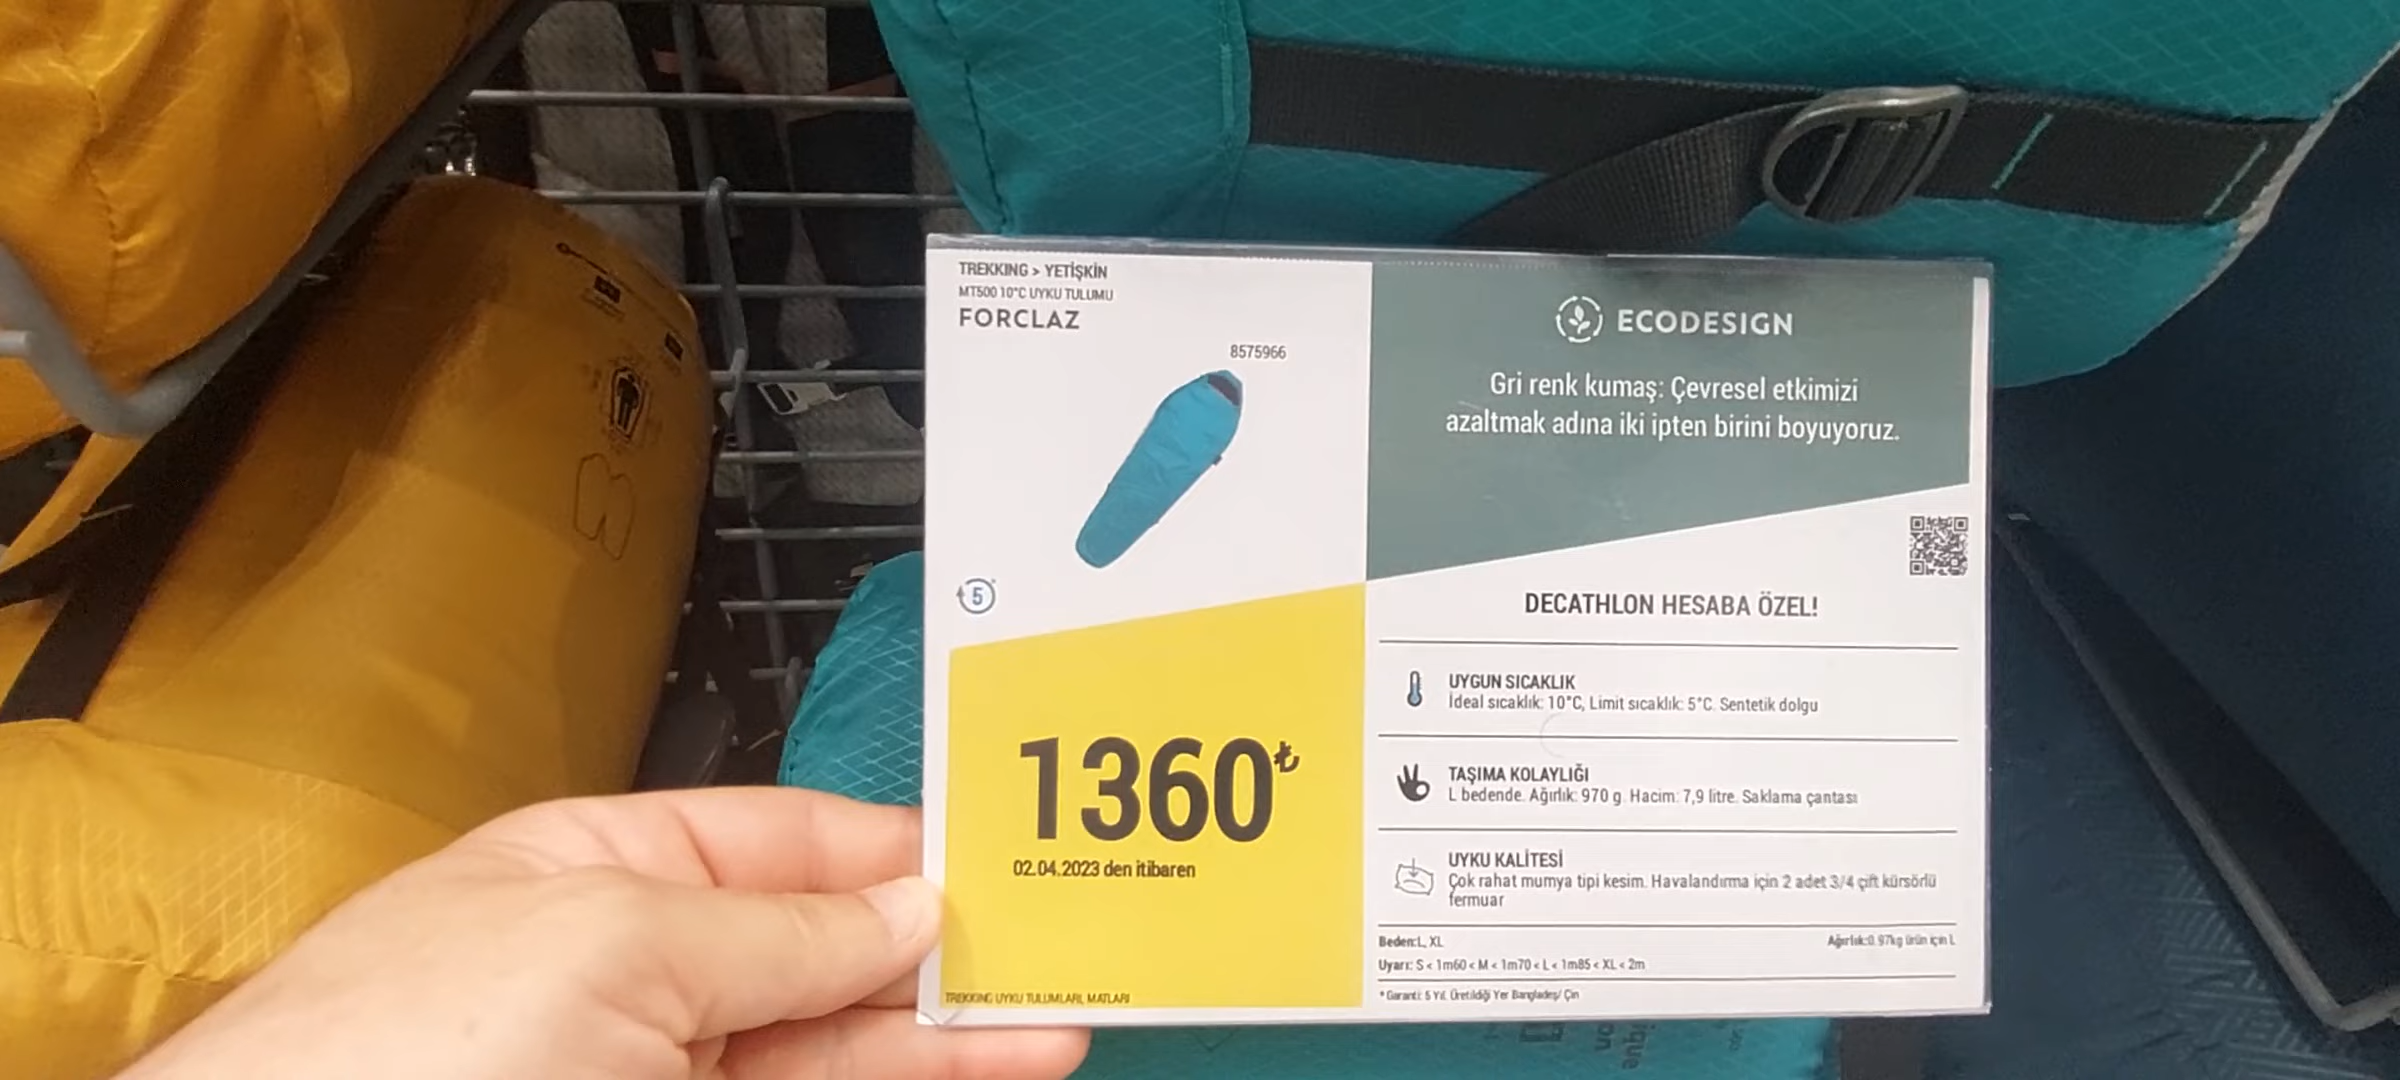 TREKKING > YETİŞKİN
MT500 10°C UYKU TULUMU
FORCLAZ
8575966
5
1360₺
02.04.2023 den itibaren
TREKKING UYKU TULUMLARI, MATLARI
ECODESIGN
Gri renk kumaş: Çevresel etkimizi
azaltmak adına iki ipten birini boyuyoruz.
DECATHLON HESABA ÖZEL!
UYGUN SICAKLIK
İdeal sıcaklık: 10°C, Limit sıcaklık: 5°C. Sentetik dolgu
TAŞIMA KOLAYLIĞI
L bedende. Ağırlık: 970 g. Hacim: 7,9 litre. Saklama çantası
UYKU KALİTESİ
Çok rahat mumya tipi kesim. Havalandırma için 2 adet 3/4 çift kürsörlü
fermuar
Beden:L, XL
Ağırlık:0.97kg ürün için L
Uyarı: S < 1m60 < M < 1m70 < L < 1m85 < XL < 2m
* Garanti: 5 Yıl. Üretildiği Yer Bangladeş/ Çin